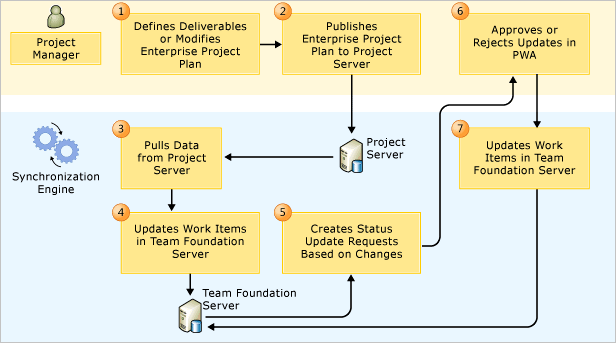 Project
Manager
1
Defines Deliverables
or Modifies
Enterprise Project
Plan
2
Publishes
Enterprise Project
Plan to Project
Server
6
Approves or
Rejects Updates in
PWA
Synchronization
Engine
3
Pulls Data
from Project
Server
Project
Server
7
Updates Work
Items in Team
Foundation Server
4
Updates Work Items
in Team Foundation
Server
5
Creates Status
Update Requests
Based on Changes
Team Foundation
Server